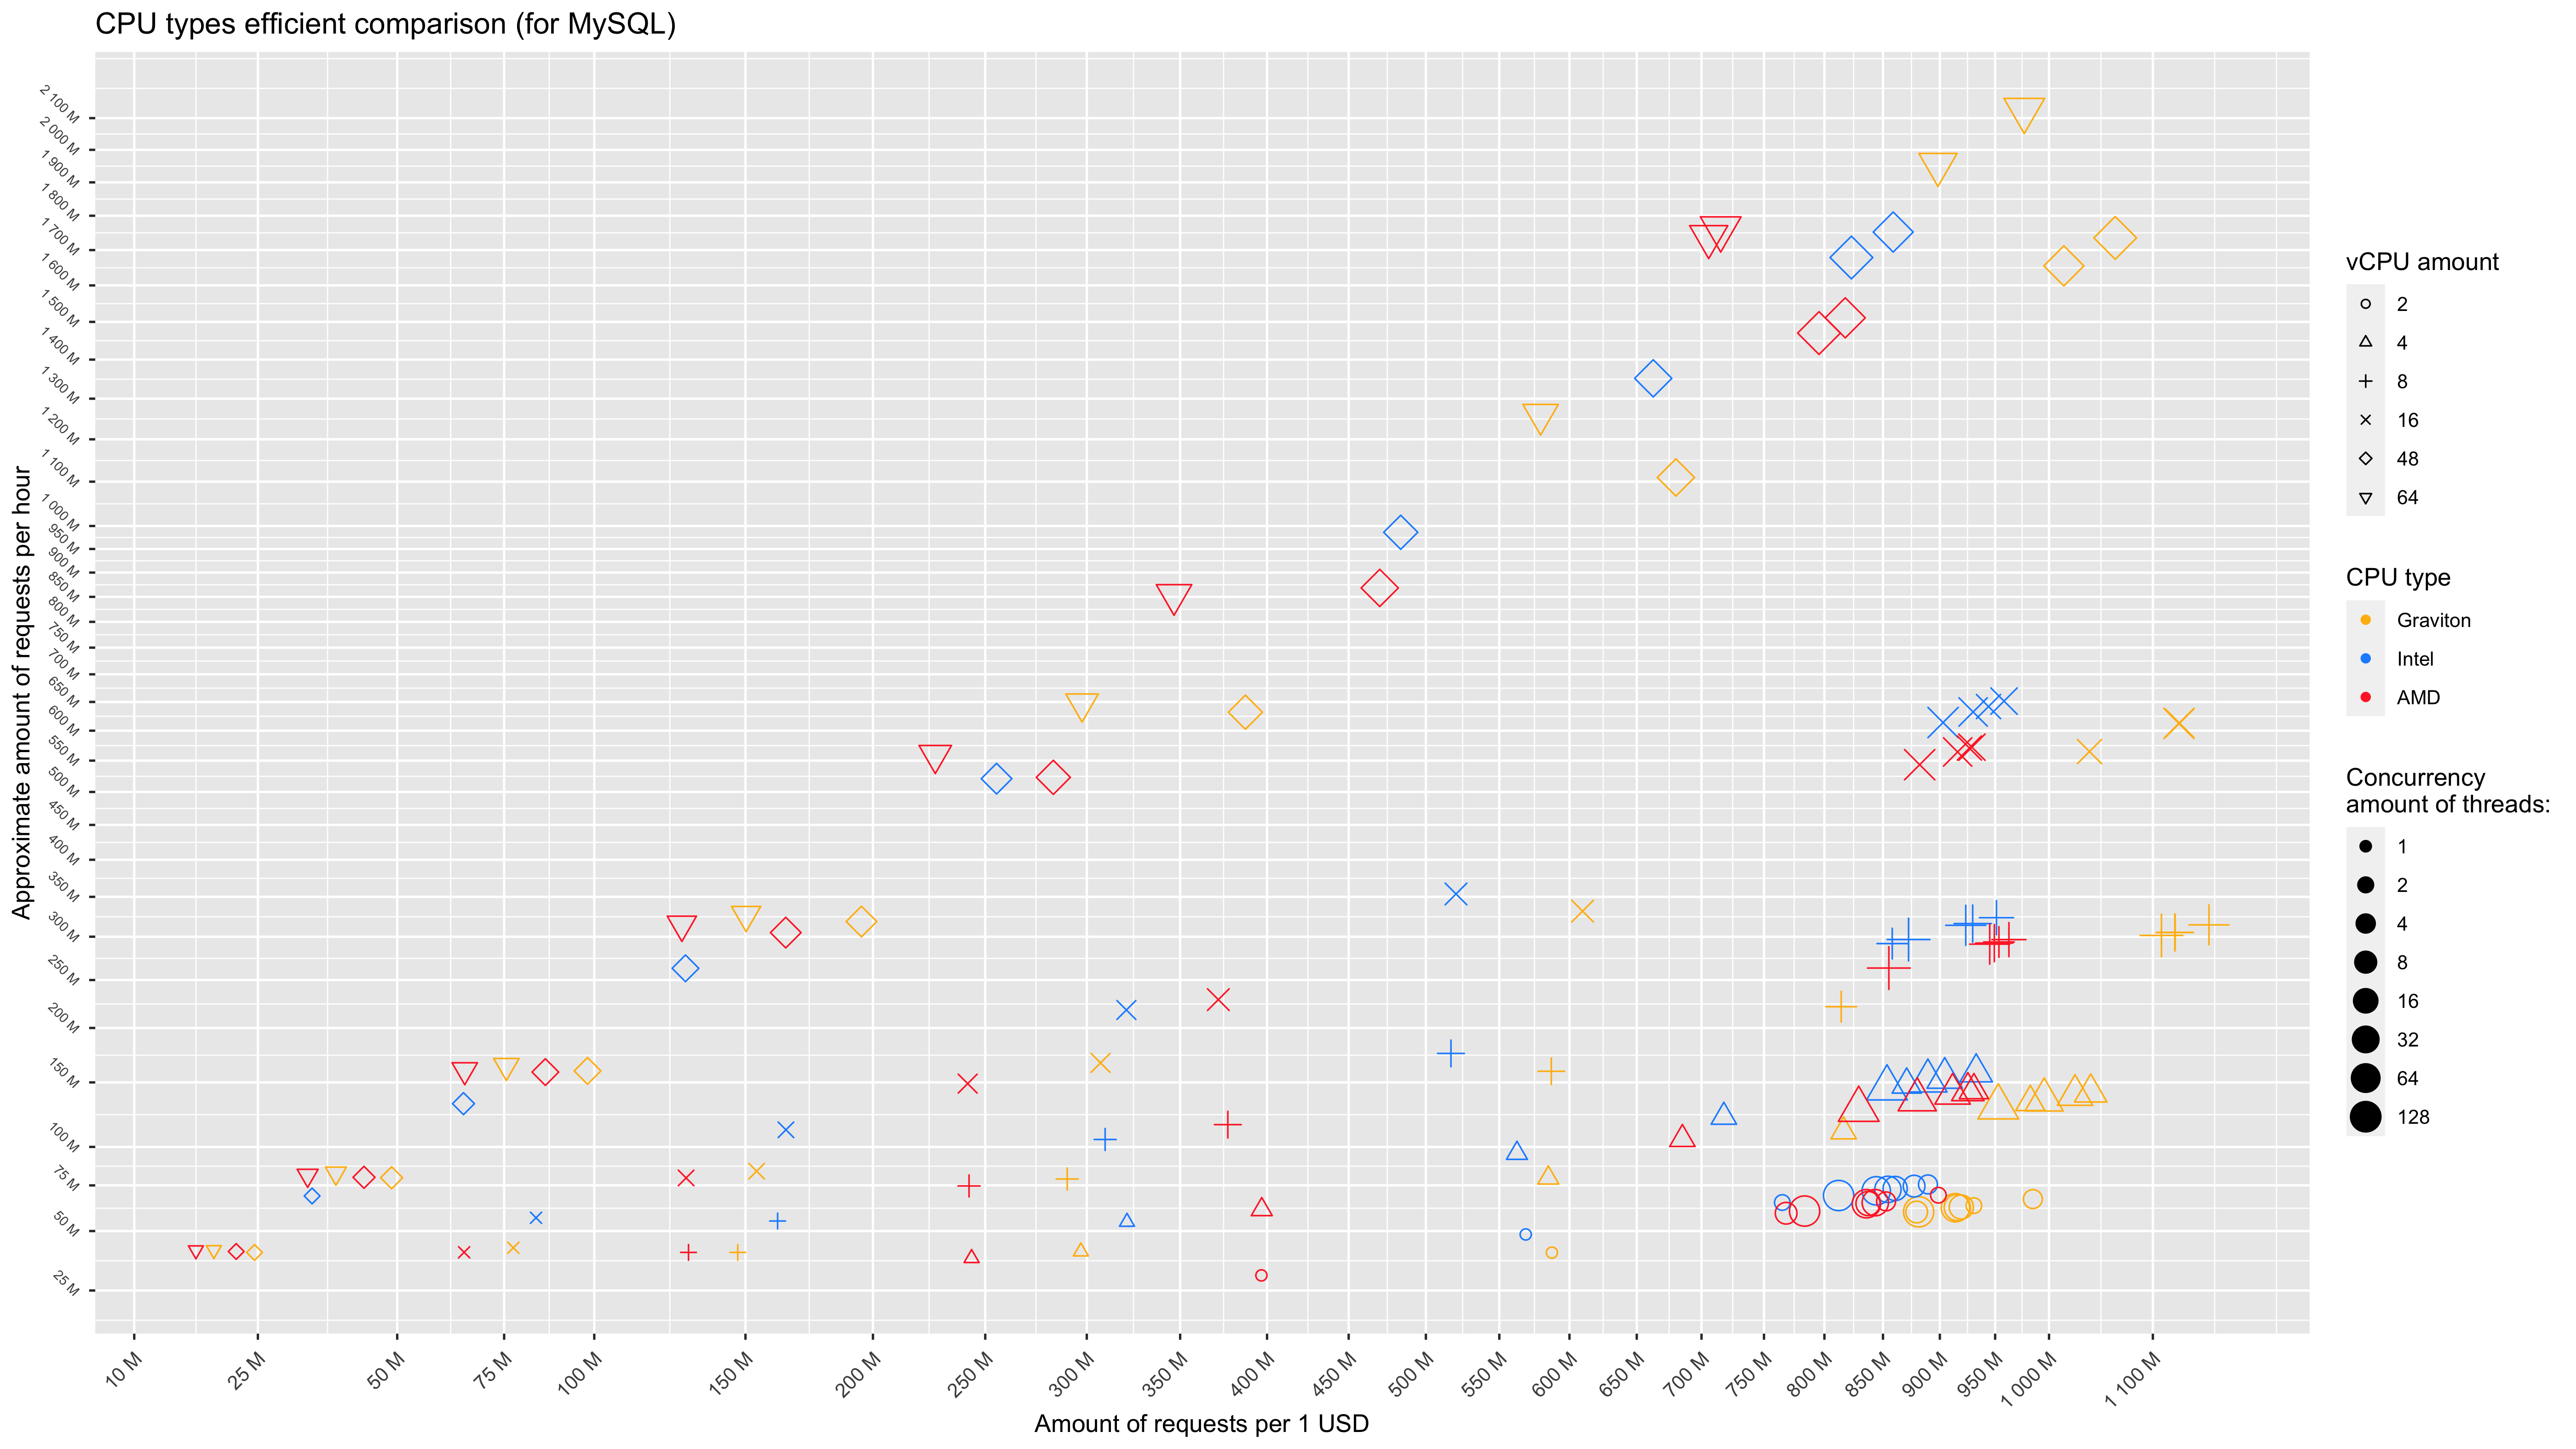 CPU types efficient comparison (for MySQL)
Approximate amount of requests per hour
2 100 M
2 000 M
1 900 M
1 800 M
1 700 M
1 600 M
1 500 M
1 400 M
1 300 M
1 200 M
1 100 M
1 000 M
950 M
900 M
850 M
800 M
750 M
700 M
650 M
600 M
550 M
500 M
450 M
400 M
350 M
300 M
250 M
200 M
150 M
100 M
75 M
50 M
25 M
10 M
25 M
50 M
75 M
100 M
150 M
200 M
250 M
300 M
350 M
400 M
450 M
500 M
550 M
600 M
650 M
700 M
750 M
800 M
850 M
900 M
950 M
1 000 M
1 100 M
Amount of requests per 1 USD
vCPU amount
2
4
8
16
48
64
CPU type
Graviton
Intel
AMD
Concurrency
amount of threads:
1
2
4
8
16
32
64
128